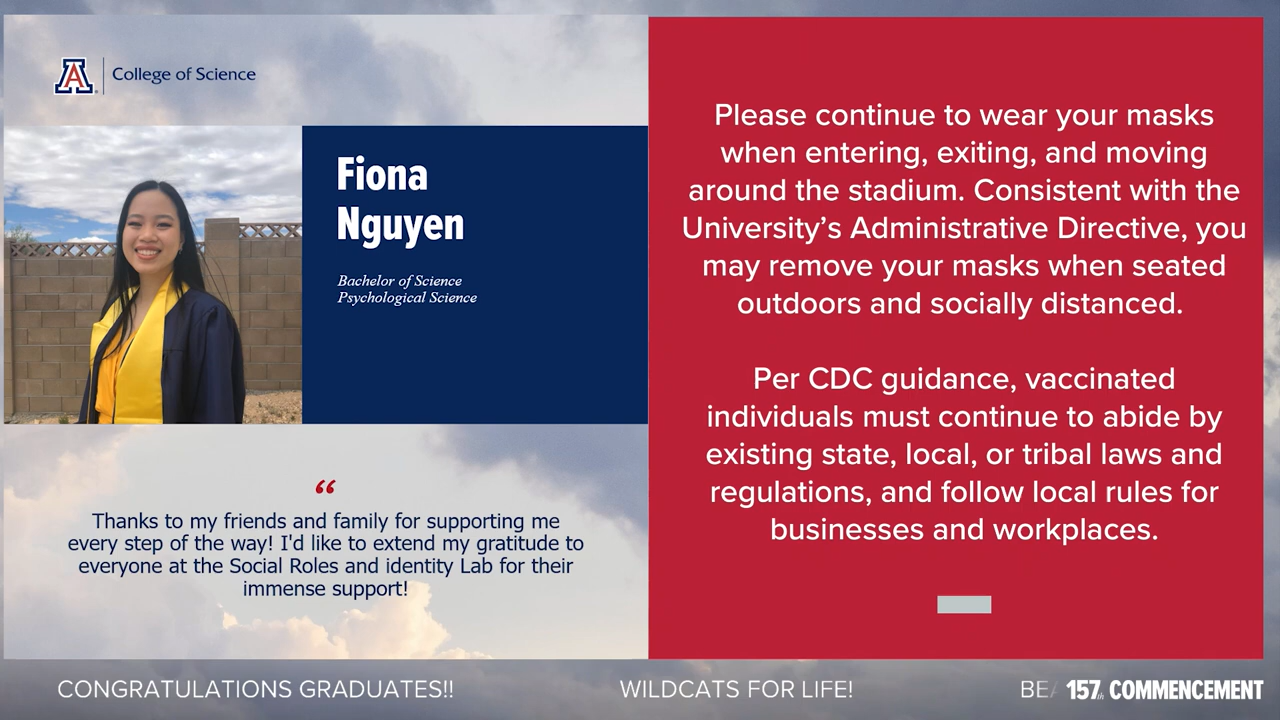 A
College of Science
Fiona
Nguyen
Bachelor of Science
Psychological Science
“
Thanks to my friends and family for supporting me
every step of the way! I'd like to extend my gratitude to
everyone at the Social Roles and identity Lab for their
immense support!
Please continue to wear your masks
when entering, exiting, and moving
around the stadium. Consistent with the
University’s Administrative Directive, you
may remove your masks when seated
outdoors and socially distanced.
Per CDC guidance, vaccinated
individuals must continue to abide by
existing state, local, or tribal laws and
regulations, and follow local rules for
businesses and workplaces.
CONGRATULATIONS GRADUATES!! WILDCATS FOR LIFE! 157th COMMENCEMENT